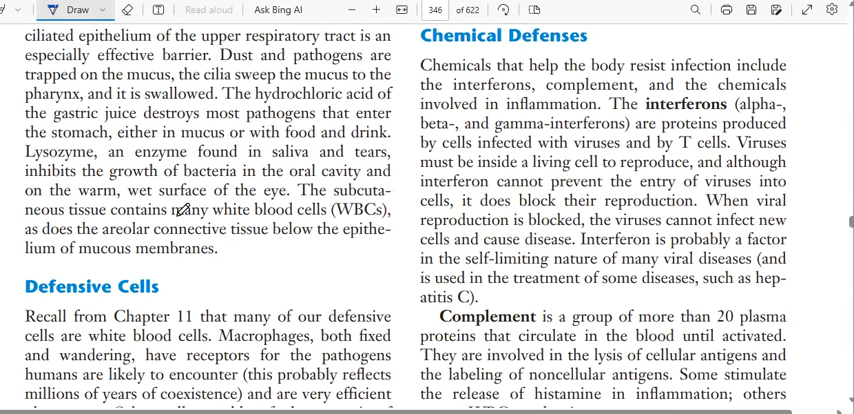 Draw
Read aloud
Ask Bing AI
346
of 622
ciliated epithelium of the upper respiratory tract is an
especially effective barrier. Dust and pathogens are
trapped on the mucus, the cilia sweep the mucus to the
pharynx, and it is swallowed. The hydrochloric acid of
the gastric juice destroys most pathogens that enter
the stomach, either in mucus or with food and drink.
Lysozyme, an enzyme found in saliva and tears,
inhibits the growth of bacteria in the oral cavity and
on the warm, wet surface of the eye. The subcuta-
neous tissue contains many white blood cells (WBCs),
as does the areolar connective tissue below the epithe-
lium of mucous membranes.
Defensive Cells
Recall from Chapter 11 that many of our defensive
cells are white blood cells. Macrophages, both fixed
and wandering, have receptors for the pathogens
humans are likely to encounter (this probably reflects
millions of years of coexistence) and are very efficient
Chemical Defenses
Chemicals that help the body resist infection include
the interferons, complement, and the chemicals
involved in inflammation. The interferons (alpha-,
beta-, and gamma-interferons) are proteins produced
by cells infected with viruses and by T cells. Viruses
must be inside a living cell to reproduce, and although
interferon cannot prevent the entry of viruses into
cells, it does block their reproduction. When viral
reproduction is blocked, the viruses cannot infect new
cells and cause disease. Interferon is probably a factor
in the self-limiting nature of many viral diseases (and
is used in the treatment of some diseases, such as hep-
atitis C).
Complement is a group of more than 20 plasma
proteins that circulate in the blood until activated.
They are involved in the lysis of cellular antigens and
the labeling of noncellular antigens. Some stimulate
the release of histamine in inflammation; others